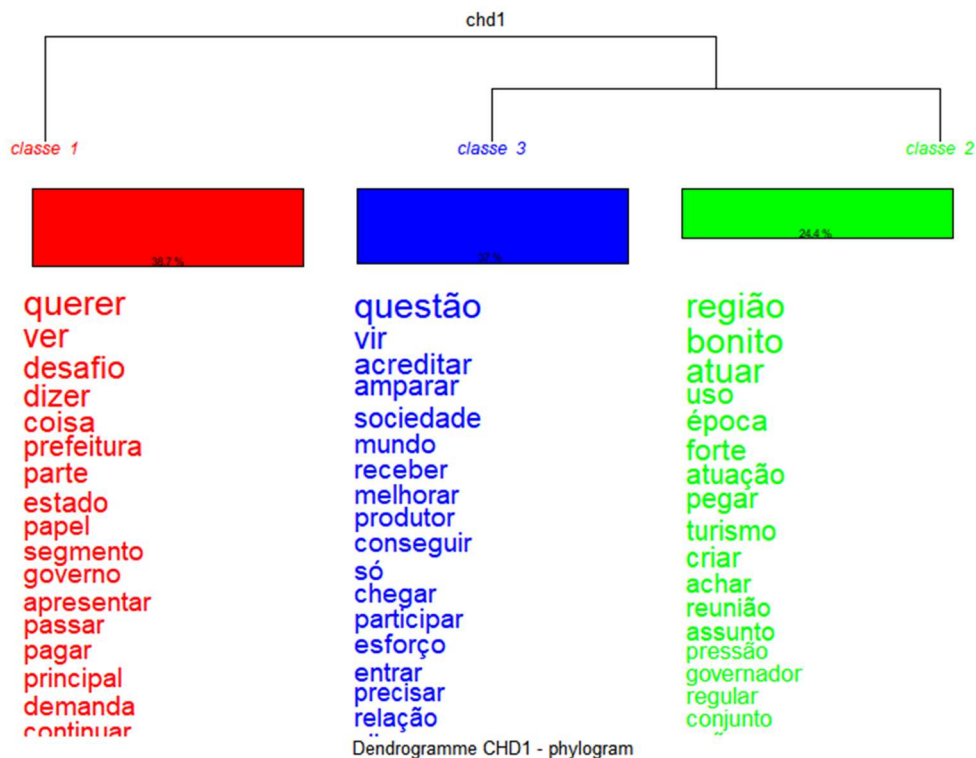 chd1
classe 1
classe 3
classe 2
38.7 %
37 %
24.4 %
querer
ver
desafio
dizer
coisa
prefeitura
parte
estado
papel
segmento
governo
apresentar
passar
pagar
principal
demanda
continuar
questão
vir
acreditar
amparar
sociedade
mundo
receber
melhorar
produtor
conseguir
só
chegar
participar
esforço
entrar
precisar
relação
região
bonito
atuar
uso
época
forte
atuação
pegar
turismo
criar
achar
reunião
assunto
pressão
governador
regular
conjunto
Dendrogramme CHD1 - phylogram